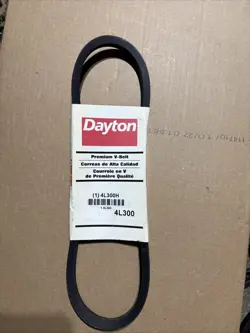 Dayton
Premium V-Belt
Correas de Alta Calidad
Courroie en V
de Première Qualité
(1) 4L300H
4L300